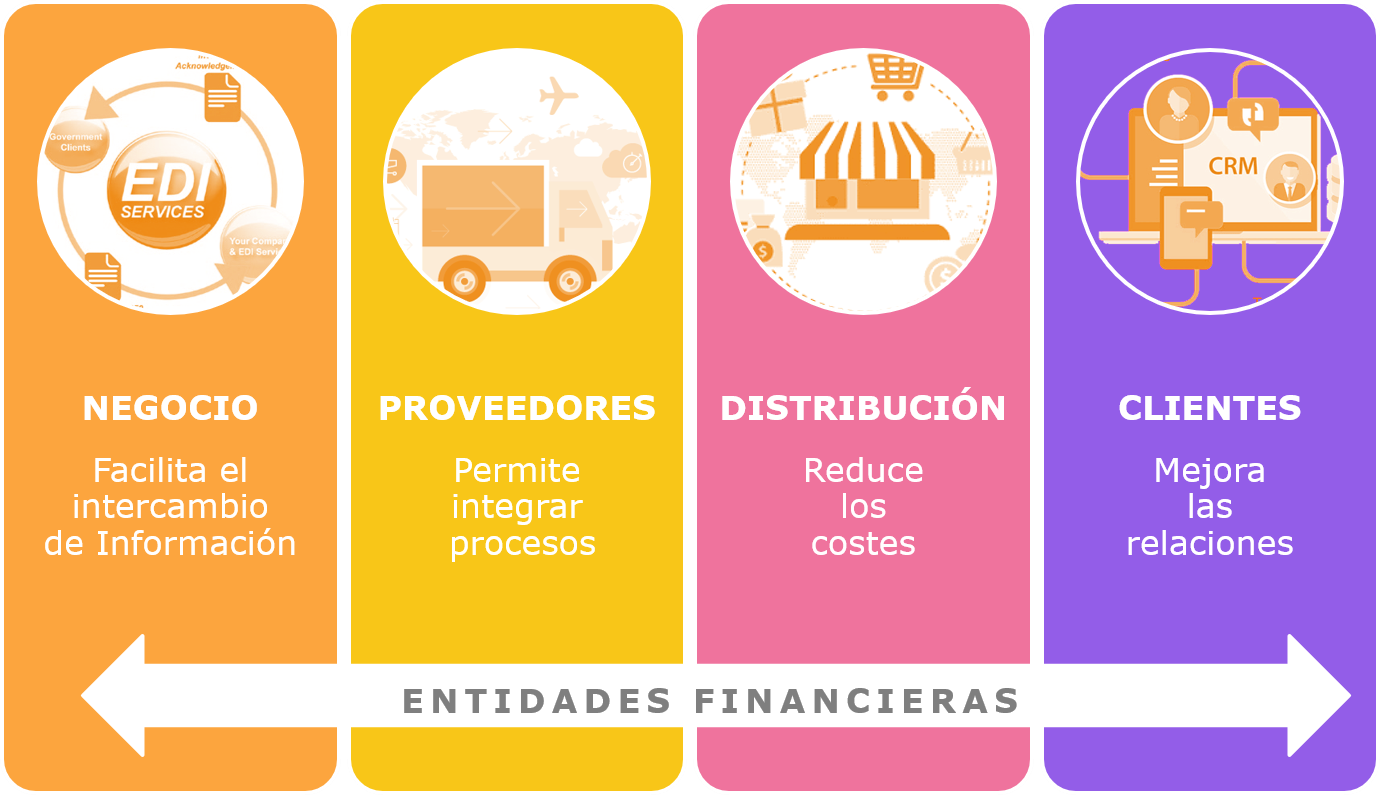 Acknowledge
Government
Clients
EDI
SERVICES
Your Compa
& EDI Servic
CRM
NEGOCIO
Facilita el
intercambio
de Información
PROVEEDORES
Permite
integrar
procesos
DISTRIBUCIÓN
Reduce
los
costes
CLIENTES
Mejora
las
relaciones
ENTIDADES FINANCIERAS